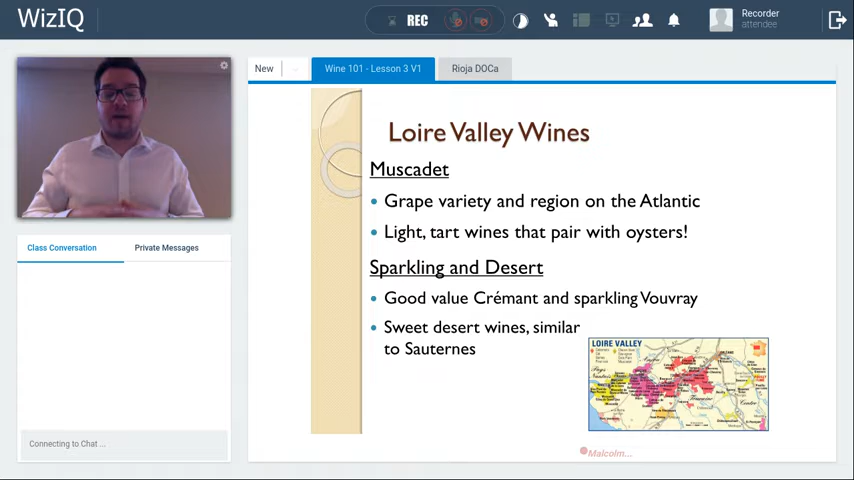 WizIQ
REC
Recorder
attendee
New
Wine 101 - Lesson 3 V1
Rioja DOCa
Loire Valley Wines
Muscadet
Grape variety and region on the Atlantic
Light, tart wines that pair with oysters!
Sparkling and Desert
Good value Crémant and sparkling Vouvray
Sweet desert wines, similar
to Sauternes
LOIRE VALLEY
Malcolm...
Class Conversation
Private Messages
Connecting to Chat ...